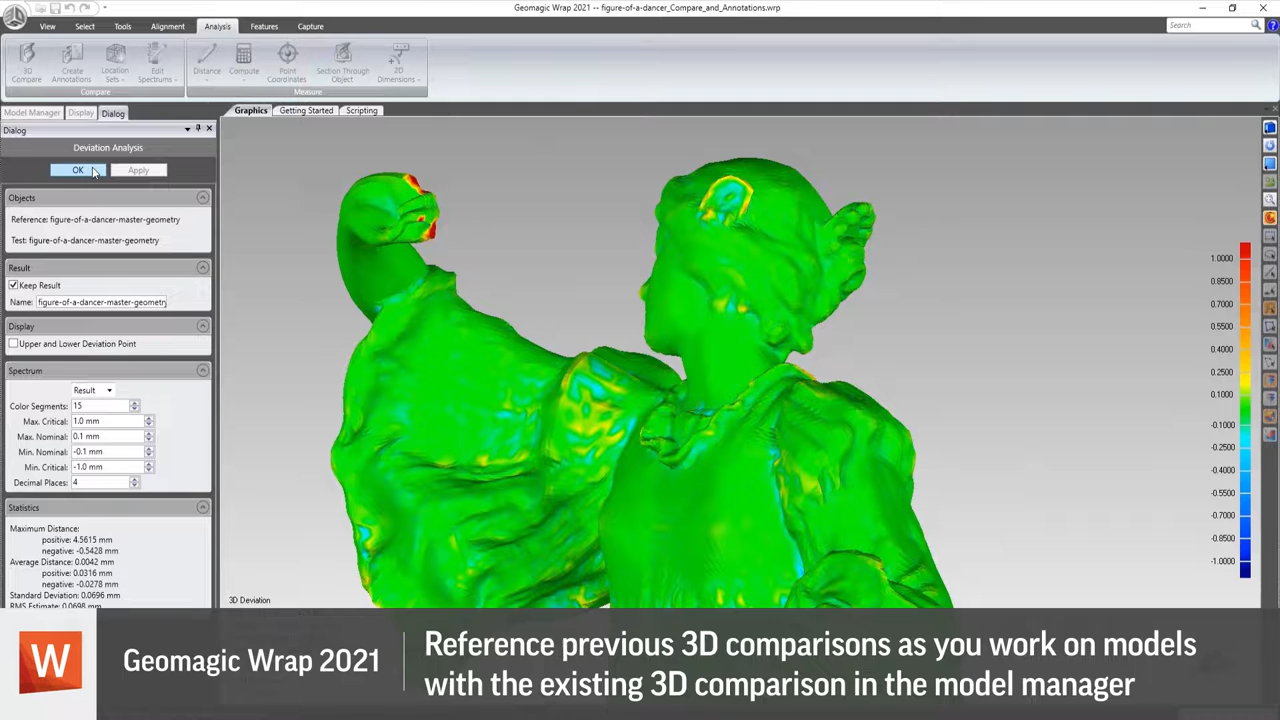 Geomagic Wrap 2021 -- figure-of-a-dancer_Compare_and_Annotations.wrp
View Select Tools Alignment Analysis Features Capture
Search
3D Compare
Create Annotations
Location Sets
Edit Spectrums
Distance
Compute
Point Coordinates
Section Through Object
2D Dimensions
Compare
Measure
Model Manager Display Dialog
Graphics Getting Started Scripting
Dialog
Deviation Analysis
OK Apply
Objects
Reference: figure-of-a-dancer-master-geometry
Test: figure-of-a-dancer-master-geometry
Result
Keep Result
Name: figure-of-a-dancer-master-geometry
Display
Upper and Lower Deviation Point
Spectrum
Result
Color Segments: 15
Max. Critical: 1.0 mm
Max. Nominal: 0.1 mm
Min. Nominal: -0.1 mm
Min. Critical: -1.0 mm
Decimal Places: 4
Statistics
Maximum Distance:
positive: 4.5615 mm
negative: -0.5428 mm
Average Distance: 0.0042 mm
positive: 0.0316 mm
negative: -0.0278 mm
Standard Deviation: 0.0696 mm
RMS Estimate: 0.0698 mm
1.0000
0.8500
0.7000
0.5500
0.4000
0.2500
0.1000
-0.1000
-0.2500
-0.4000
-0.5500
-0.7000
-0.8500
-1.0000
3D Deviation
W
Geomagic Wrap 2021
Reference previous 3D comparisons as you work on models
with the existing 3D comparison in the model manager